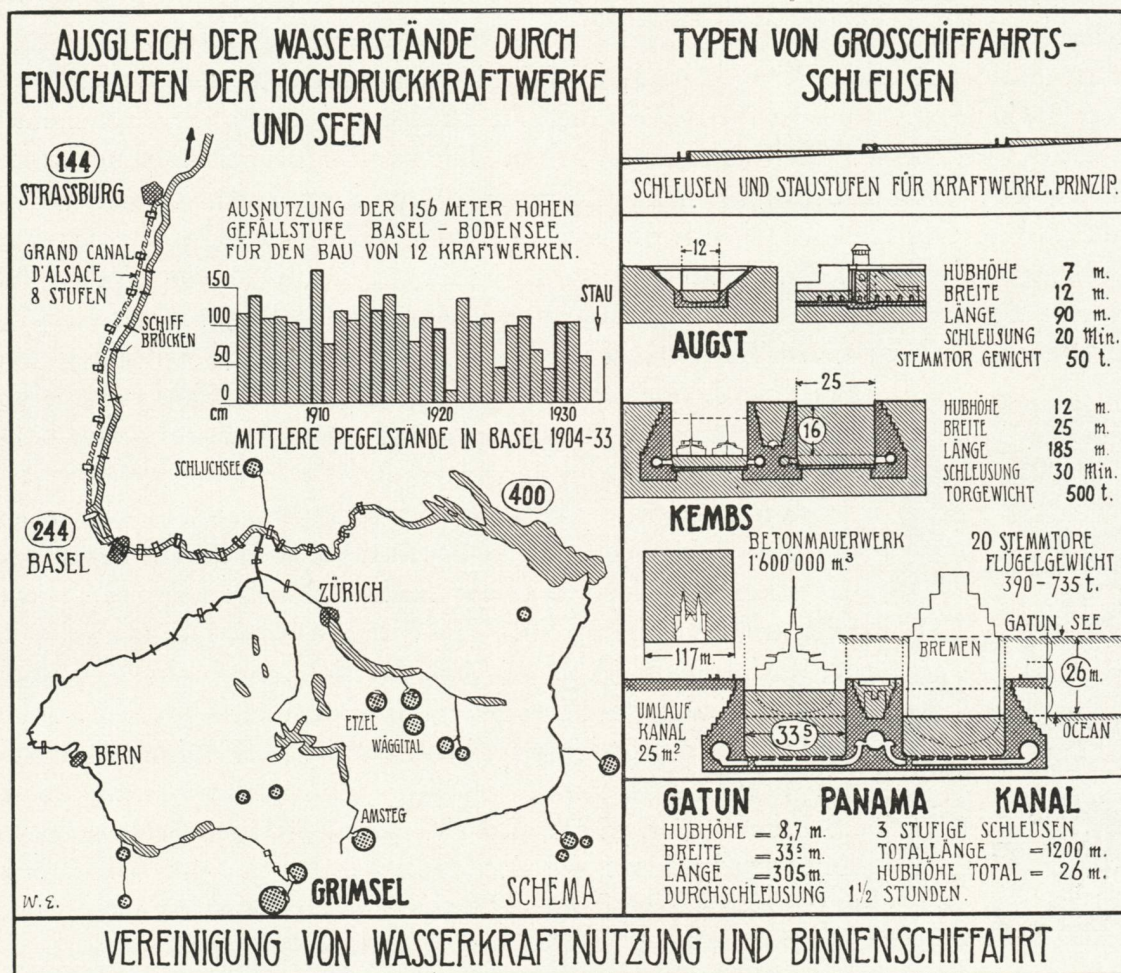 AUSGLEICH DER WASSERSTÄNDE DURCH
EINSCHALTEN DER HOCHDRUCKKRAFTWERKE
UND SEEN
144
STRASSBURG
GRAND CANAL
D'ALSACE
8 STUFEN
SCHIFF
BRÜCKEN
AUSNUTZUNG DER 156 METER HOHEN
GEFÄLLSTUFE BASEL - BODENSEE
FÜR DEN BAU VON 12 KRAFTWERKEN.
150
100
50
0
cm
1910
1920
1930
STAU
MITTLERE PEGELSTÄNDE IN BASEL 1904-33
SCHLUCHSEE
400
244
BASEL
ZÜRICH
ETZEL
WÄGGITAL
BERN
AMSTEG
GRIMSEL
SCHEMA
W. E.
TYPEN VON GROSSCHIFFAHRTS-
SCHLEUSEN
SCHLEUSEN UND STAUSTUFEN FÜR KRAFTWERKE, PRINZIP.
12
AUGST
HUBHÖHE 7 m.
BREITE 12 m.
LÄNGE 90 m.
SCHLEUSUNG 20 Min.
STEMMTOR GEWICHT 50 t.
25
16
KEMBS
HUBHÖHE 12 m.
BREITE 25 m.
LÄNGE 185 m.
SCHLEUSUNG 30 Min.
TORGEWICHT 500 t.
BETONMAUERWERK
1'600'000 m.³
20 STEMMTORE
FLÜGELGEWICHT
390-735 t.
117 m.
GATUN SEE
BREMEN
26 m.
OCEAN
UMLAUF
KANAL
25 m²
33⁵
GATUN PANAMA KANAL
HUBHÖHE = 8,7 m.
BREITE = 33⁵ m.
LÄNGE = 305 m.
DURCHSCHLEUSUNG 1½ STUNDEN.
3 STUFIGE SCHLEUSEN
TOTALLÄNGE = 1200 m.
HUBHÖHE TOTAL = 26 m.
VEREINIGUNG VON WASSERKRAFTNUTZUNG UND BINNENSCHIFFAHRT